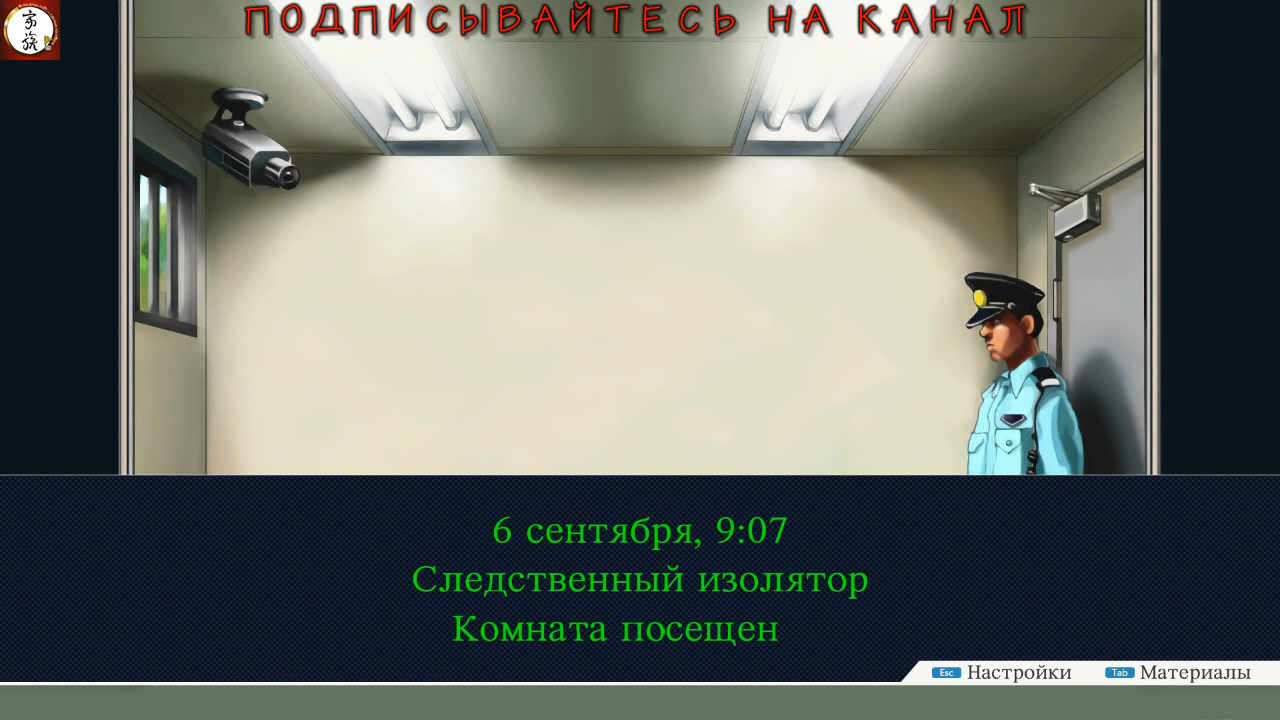 ПОДПИСЫВАЙТЕСЬ НА КАНАЛ
6 сентября, 9:07
Следственный изолятор
Комната посещен
Esc Настройки Tab Материалы